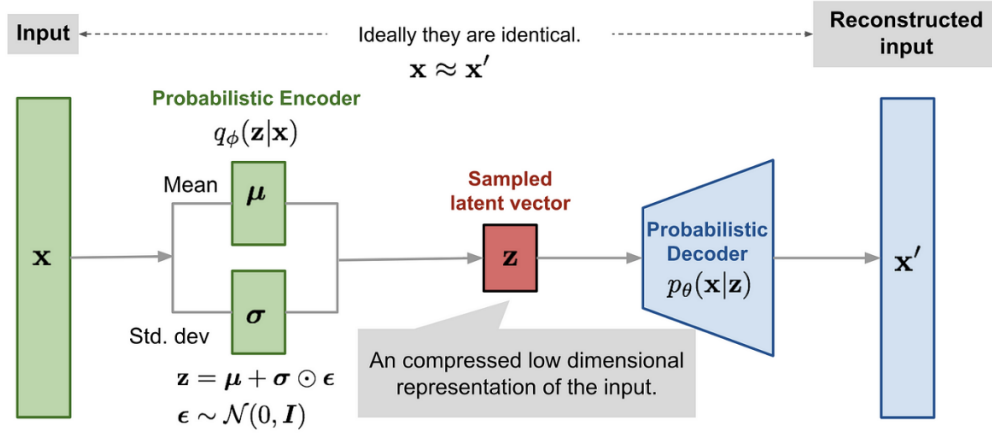 Input
Ideally they are identical.
x ≈ x′
Reconstructed
input
Probabilistic Encoder
qϕ(z|x)
Mean
μ
x
Std. dev
σ
z = μ + σ ⊙ ϵ
ϵ ∼ 𝒩(0, I)
Sampled
latent vector
z
An compressed low dimensional
representation of the input.
Probabilistic
Decoder
pθ(x|z)
x′